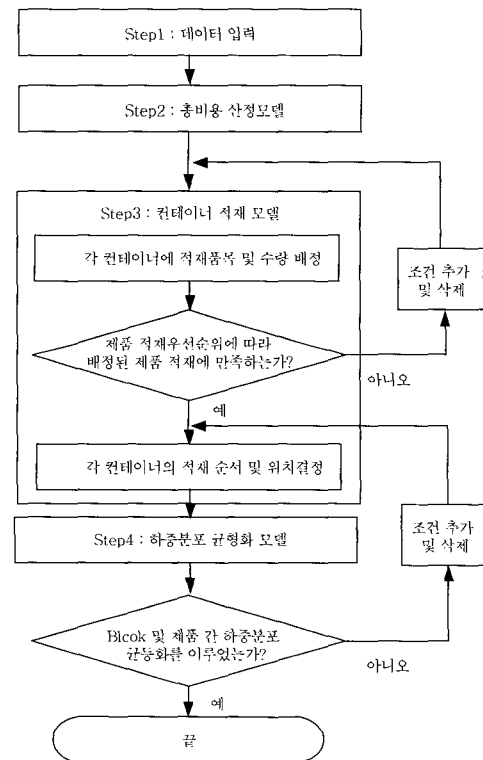 Step1 : 데이터 입력
Step2 : 총비용 산정모델
Step3 : 컨테이너 적재 모델
각 컨테이너에 적재품목 및 수량 배정
제품 적재우선순위에 따라
배정된 제품 적재에 만족하는가?
조건 추가
및 삭제
아니오
예
각 컨테이너의 적재 순서 및 위치결정
Step4 : 하중분포 균형화 모델
조건 추가
및 삭제
Blcok 및 제품 간 하중분포
균등화를 이루었는가?
아니오
예
끝